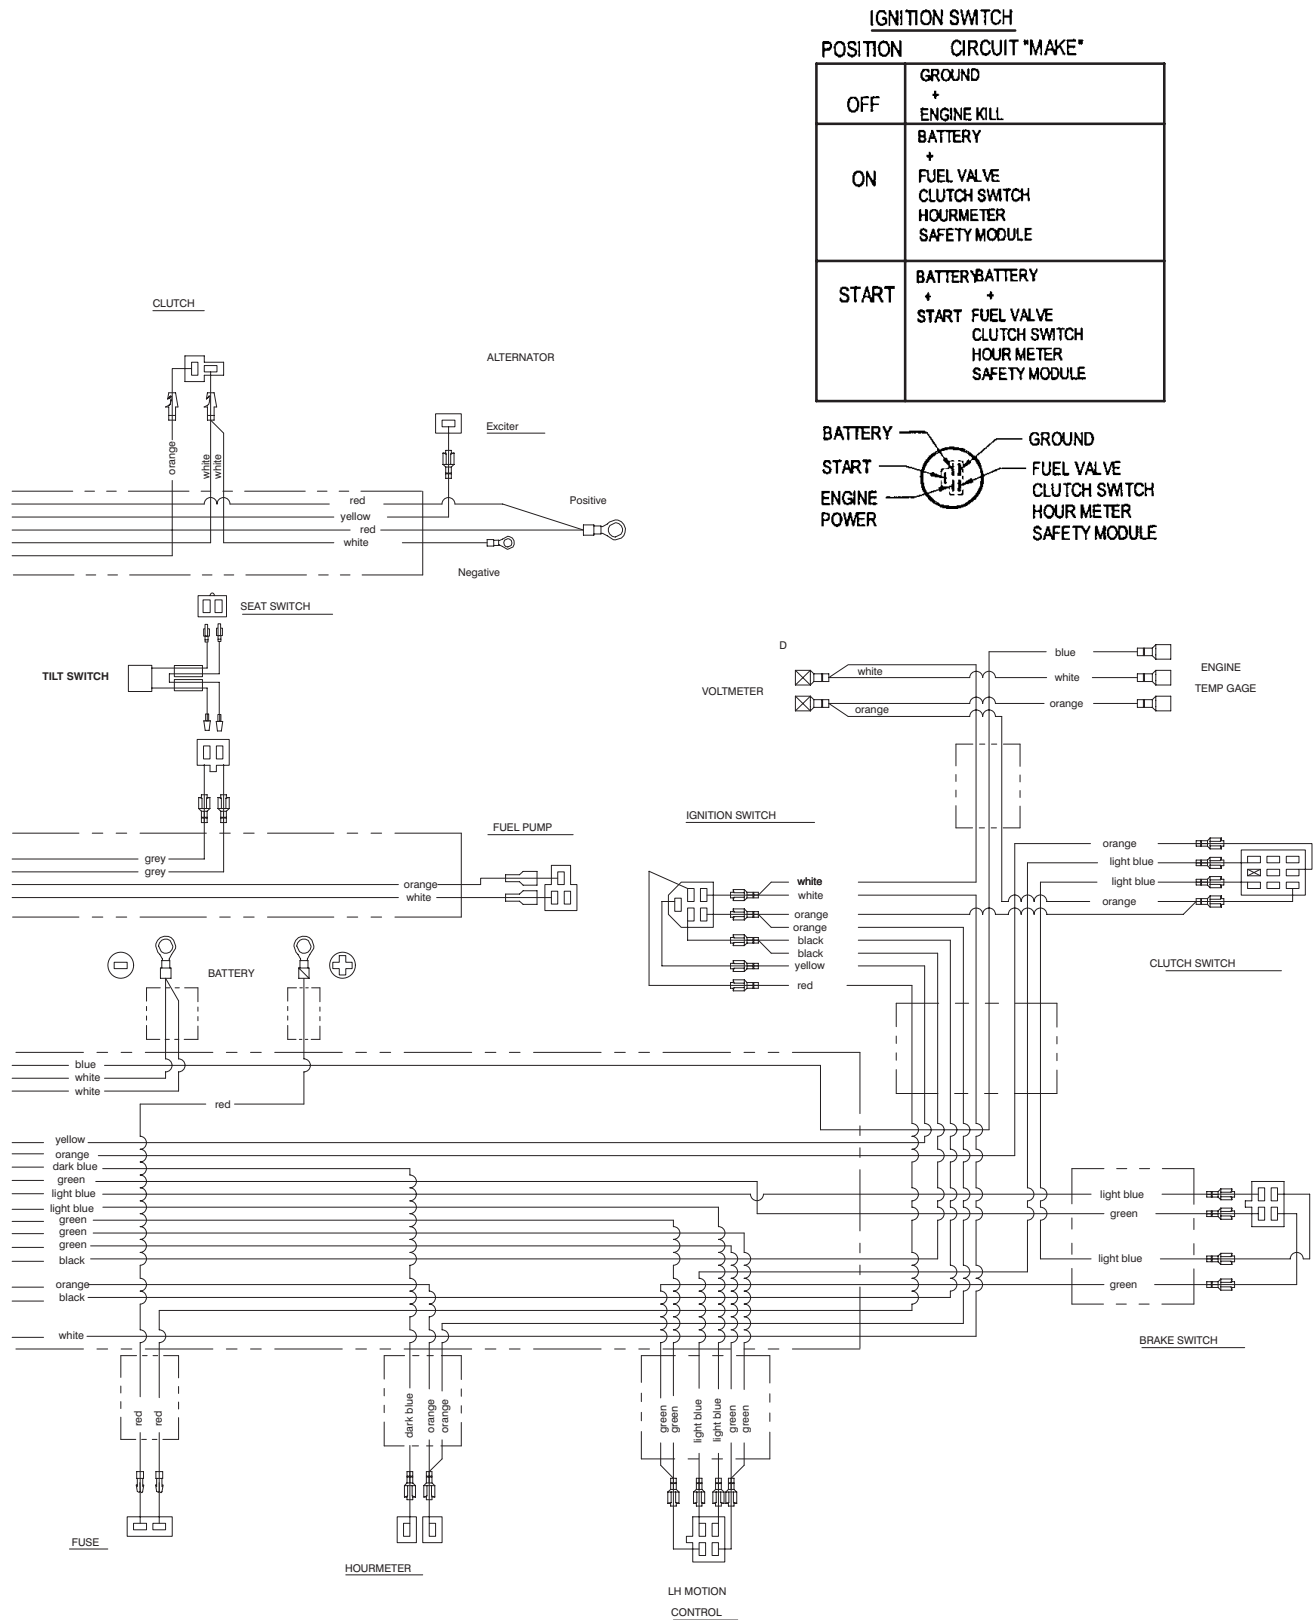 IGNITION SWITCH
POSITION CIRCUIT "MAKE"
OFF
GROUND
+
ENGINE KILL
ON
BATTERY
+
FUEL VALVE
CLUTCH SWITCH
HOURMETER
SAFETY MODULE
START
BATTERYBATTERY
+ +
START FUEL VALVE
CLUTCH SWITCH
HOUR METER
SAFETY MODULE
BATTERY
START
ENGINE
POWER
GROUND
FUEL VALVE
CLUTCH SWITCH
HOUR METER
SAFETY MODULE
CLUTCH
ALTERNATOR
Exciter
orange
white
white
red
yellow
red
white
Positive
Negative
SEAT SWITCH
TILT SWITCH
D
VOLTMETER
white
orange
blue
white
orange
ENGINE
TEMP GAGE
FUEL PUMP
grey
grey
orange
white
IGNITION SWITCH
white
white
orange
orange
black
black
yellow
red
orange
light blue
light blue
orange
CLUTCH SWITCH
BATTERY
blue
white
white
red
yellow
orange
dark blue
green
light blue
light blue
green
green
green
black
orange
black
white
light blue
green
light blue
green
BRAKE SWITCH
red
red
dark blue
orange
orange
green
green
light blue
light blue
green
green
FUSE
HOURMETER
LH MOTION
CONTROL